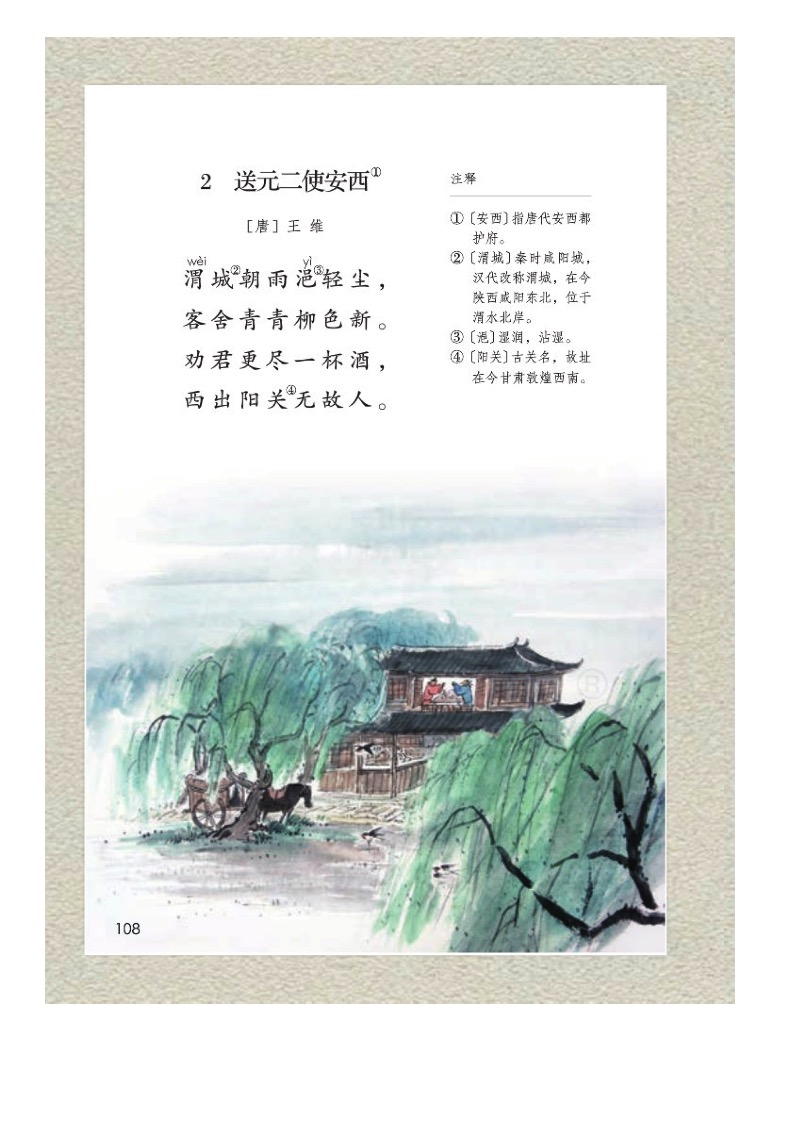 2 送元二使安西①
[唐] 王 维
wèi yì
渭城②朝雨浥③轻尘，
客舍青青柳色新。
劝君更尽一杯酒，
西出阳关④无故人。
注释
①〔安西〕指唐代安西都
护府。
②〔渭城〕秦时咸阳城，
汉代改称渭城，在今
陕西咸阳东北，位于
渭水北岸。
③〔浥〕湿润，沾湿。
④〔阳关〕古关名，故址
在今甘肃敦煌西南。
®
108